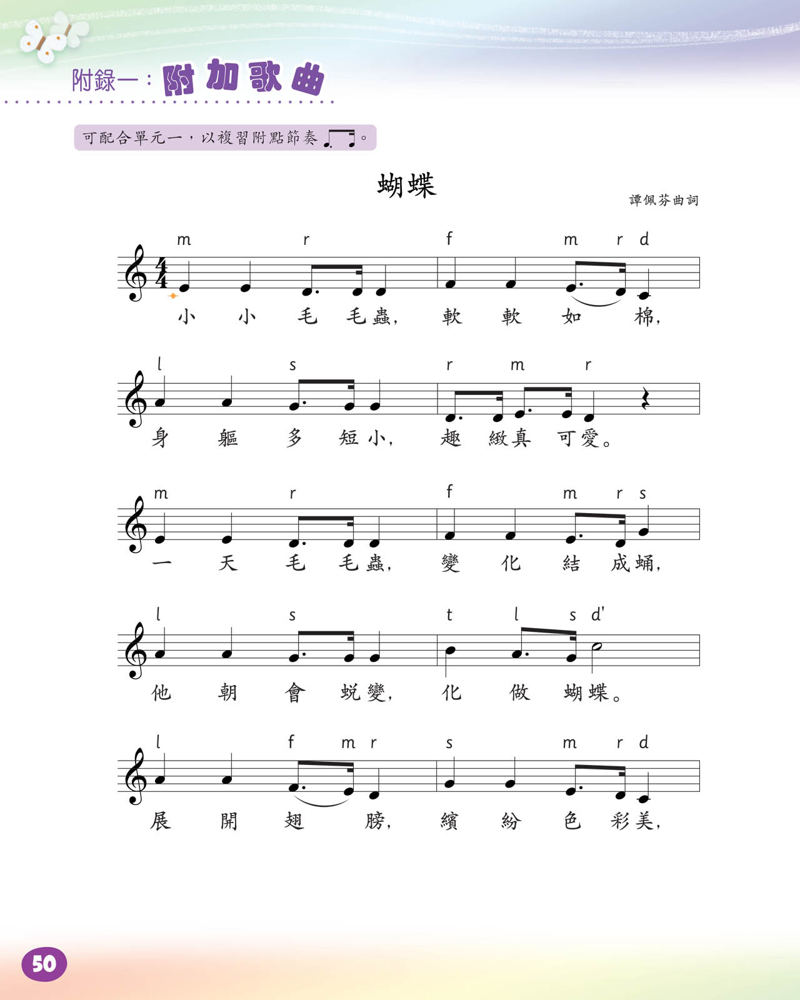 附錄一：附加歌曲
可配合單元一，以複習附點節奏。
蝴蝶
譚佩芬曲詞
m r f m r d
4
4
小 小 毛 毛蟲, 軟 軟 如 棉,
l s r m r
身 軀 多 短小, 趣 緻真 可愛。
m r f m r s
一 天 毛 毛蟲, 變 化 結 成蛹,
l s t l s d'
他 朝 會 蛻變, 化 做 蝴蝶。
l f m r s m r d
展 開 翅 膀, 繽 紛 色 彩美,
50